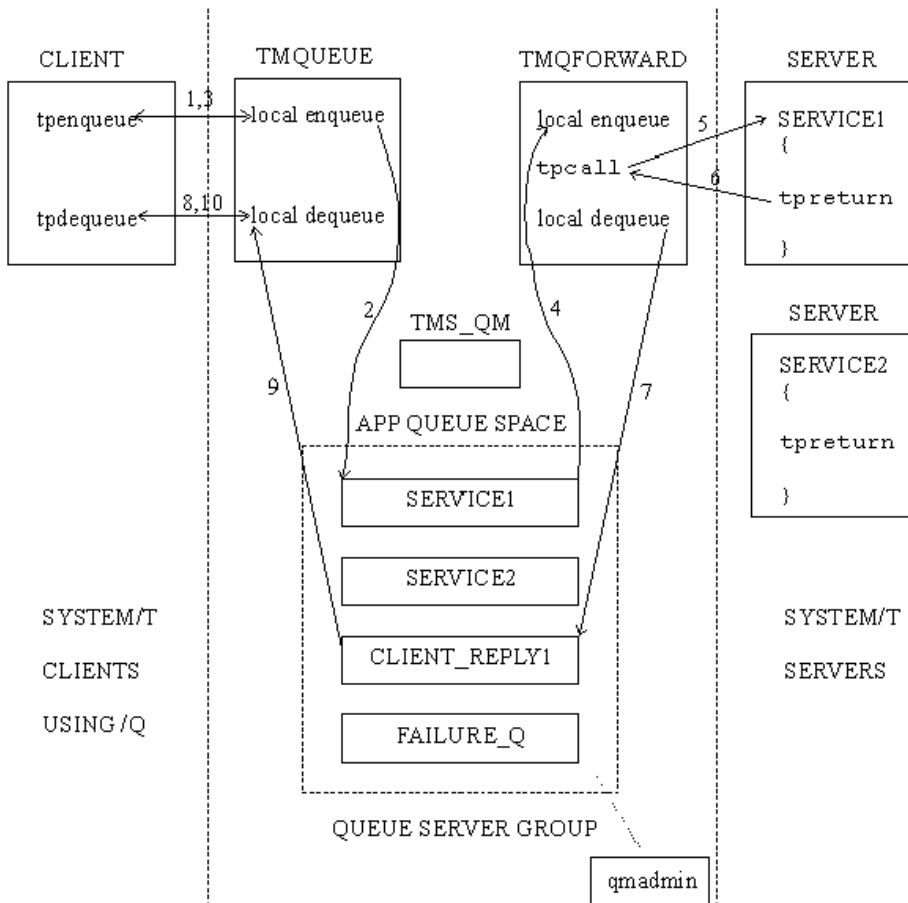 CLIENT
TMQUEUE
TMQFORWARD
SERVER
tpenqueue
1,3
local enqueue
local enqueue
5
SERVICE1
{
tpcall
6
tpdequeue
8,10
local dequeue
local dequeue
tpreturn
}
2
TMS_QM
4
SERVER
9
7
SERVICE2
{
APP QUEUE SPACE
tpreturn
}
SERVICE1
SERVICE2
SYSTEM/T
CLIENTS
USING /Q
CLIENT_REPLY1
FAILURE_Q
SYSTEM/T
SERVERS
QUEUE SERVER GROUP
qmadmin